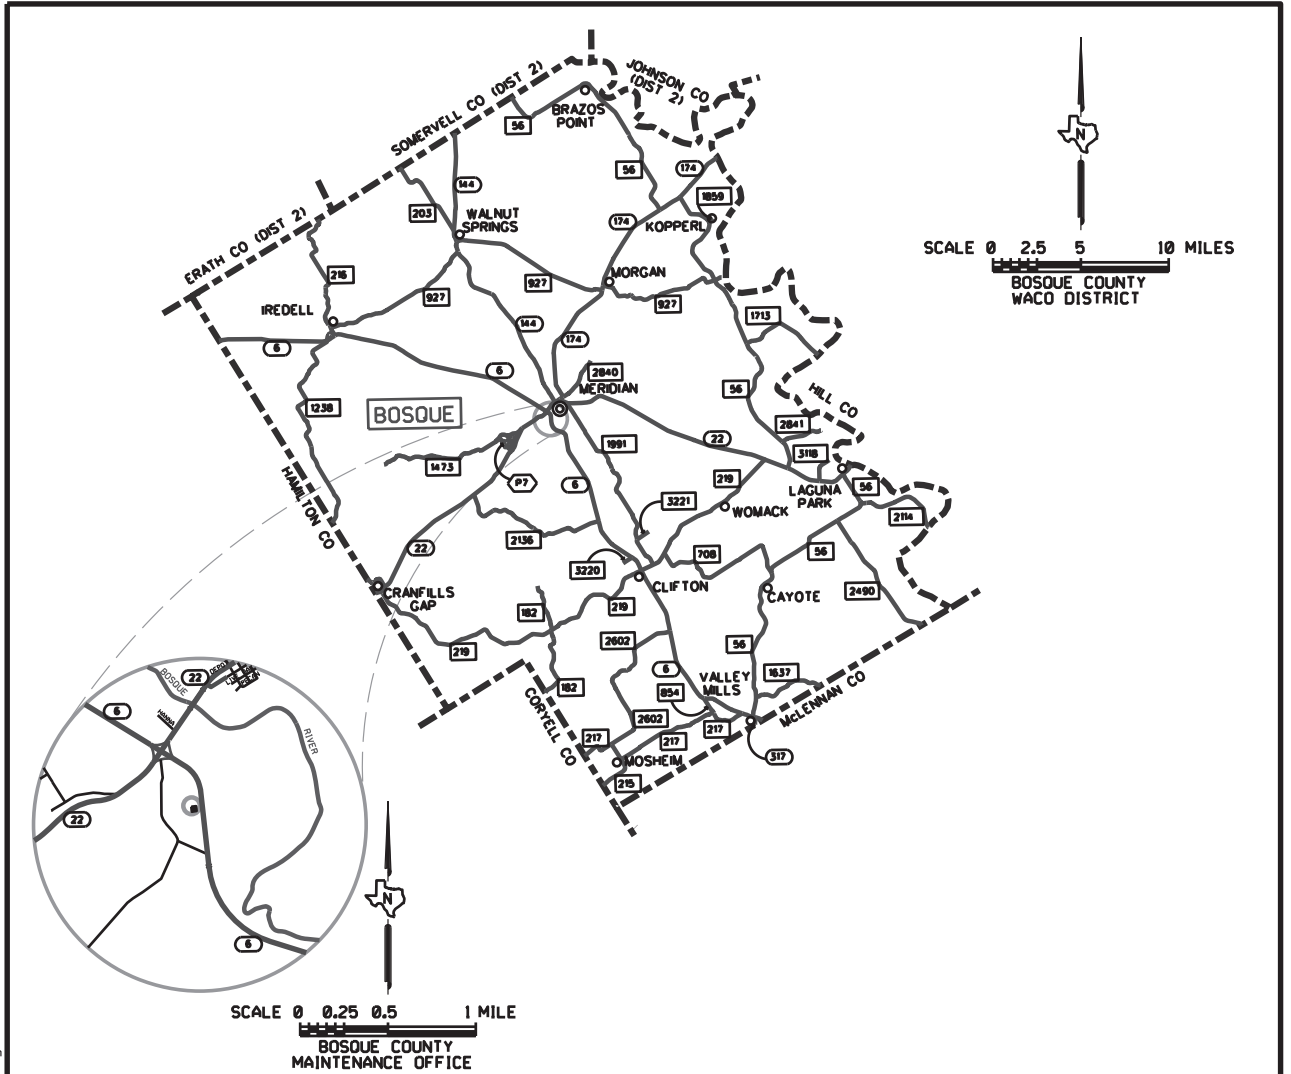 JOHNSON CO
(DIST 2)
SOMERVELL CO (DIST 2)
BRAZOS
POINT
56
56
174
144
1859
203
WALNUT
SPRINGS
174
KOPPERL
ERATH CO (DIST 2)
N
SCALE 0 2.5 5 10 MILES
BOSQUE COUNTY
WACO DISTRICT
216
MORGAN
927
927
927
IREDELL
1713
144
174
6
6
2840
MERIDIAN
56
HILL CO
1238
BOSQUE
2841
1991
22
3118
1473
219
LAGUNA
PARK
56
P7
6
3221
WOMACK
2114
HAMILTON CO
2136
22
708
56
3220
CLIFTON
CRANFILLS
GAP
CAYOTE
2490
182
219
2602
56
219
6
VALLEY
MILLS
1637
182
854
McLENNAN CO
CORYELL CO
2602
217
217
217
MOSHEIM
317
215
BOSQUE
22
DEPOT
6
HANNA
RIVER
22
6
N
SCALE 0 0.25 0.5 1 MILE
BOSQUE COUNTY
MAINTENANCE OFFICE